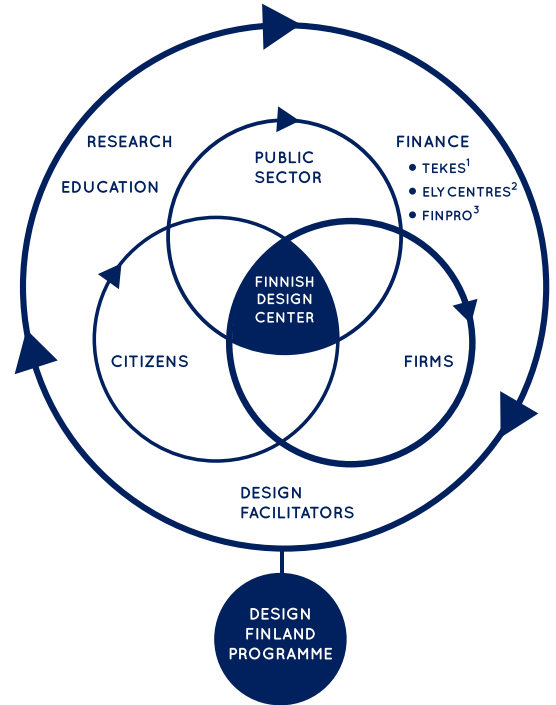 RESEARCH
EDUCATION
PUBLIC
SECTOR
FINANCE
• TEKES¹
• ELY CENTRES²
• FINPRO³
FINNISH
DESIGN
CENTER
CITIZENS
FIRMS
DESIGN
FACILITATORS
DESIGN
FINLAND
PROGRAMME